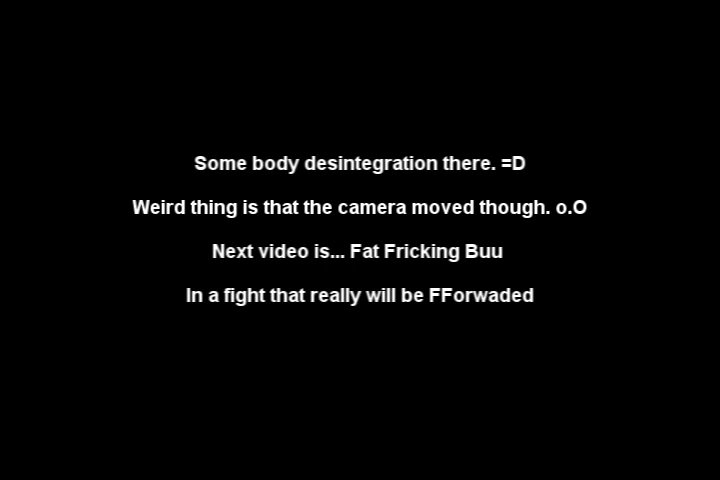 Some body desintegration there. =D
Weird thing is that the camera moved though. o.O
Next video is... Fat Fricking Buu
In a fight that really will be FForwaded